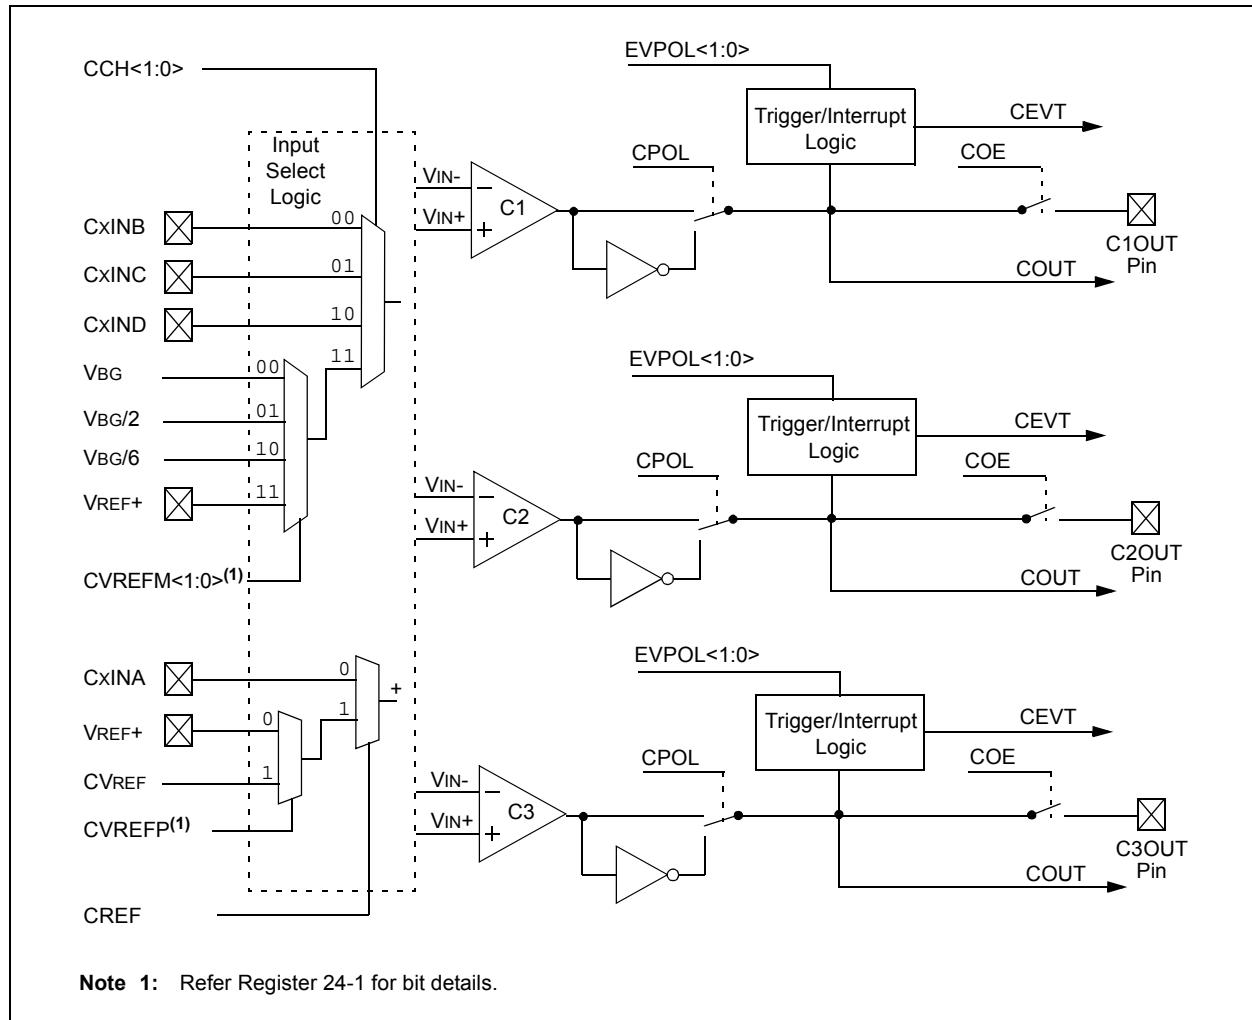 CCH<1:0>
Input
Select
Logic
CXINB
00
CXINC
01
CXIND
10
11
VBG
00
VBG/2
01
VBG/6
10
VREF+
11
CVREFM<1:0>(1)
CXINA
0
+
1
VREF+
0
CVREF
1
CVREFP(1)
CREF
EVPOL<1:0>
Trigger/Interrupt
Logic
CEVT
CPOL
COE
VIN-
–
C1
VIN+
+
C1OUT
Pin
COUT
EVPOL<1:0>
Trigger/Interrupt
Logic
CEVT
CPOL
COE
VIN-
–
C2
VIN+
+
C2OUT
Pin
COUT
EVPOL<1:0>
Trigger/Interrupt
Logic
CEVT
CPOL
COE
VIN-
–
C3
VIN+
+
C3OUT
Pin
COUT
Note 1: Refer Register 24-1 for bit details.